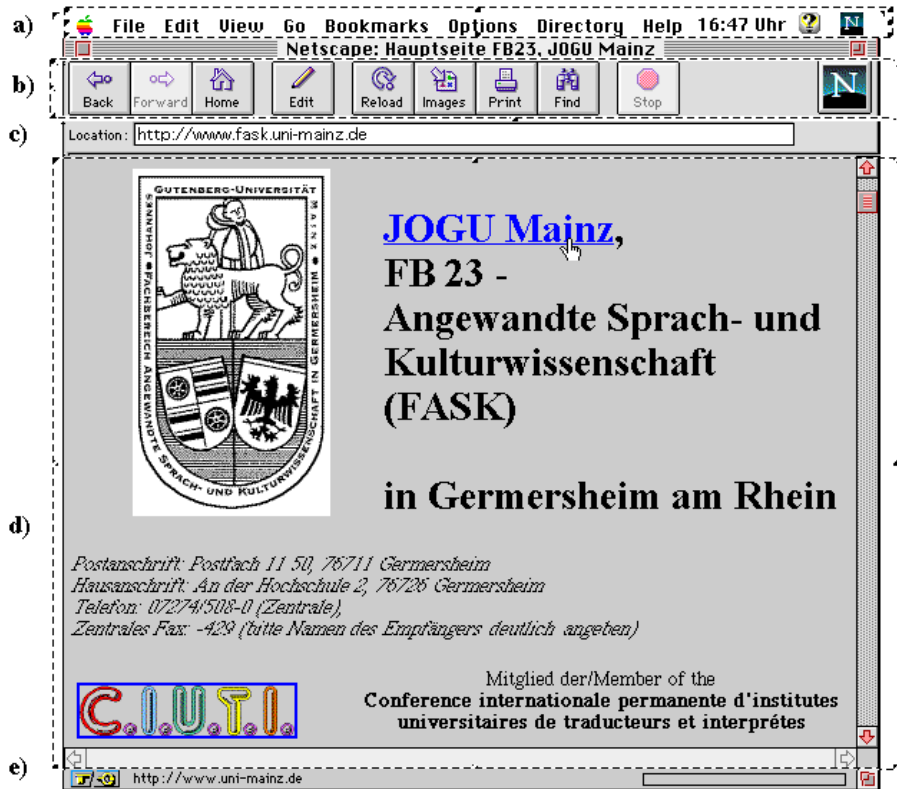 a) File Edit View Go Bookmarks Options Directory Help 16:47 Uhr ? N
Netscape: Hauptseite FB23, JOGU Mainz
b) Back Forward Home Edit Reload Images Print Find Stop N
c) Location: http://www.fask.uni-mainz.de
GUTENBERG-UNIVERSITÄT MAINZ
JOHANNES
FACHBEREICH ANGEWANDTE SPRACH- UND KULTURWISSENSCHAFT IN GERMERSHEIM
JOGU Mainz,
FB 23 -
Angewandte Sprach- und
Kulturwissenschaft
(FASK)
in Germersheim am Rhein
d)
Postanschrift: Postfach 11 50, 76711 Germersheim
Hausanschrift: An der Hochschule 2, 76726 Germersheim
Telefon: 07274/508-0 (Zentrale),
Zentrales Fax: -429 (bitte Namen des Empfängers deutlich angeben)
C.I.U.T.I.
Mitglied der/Member of the
Conference internationale permanente d'institutes
universitaires de traducteurs et interprétes
e) http://www.uni-mainz.de